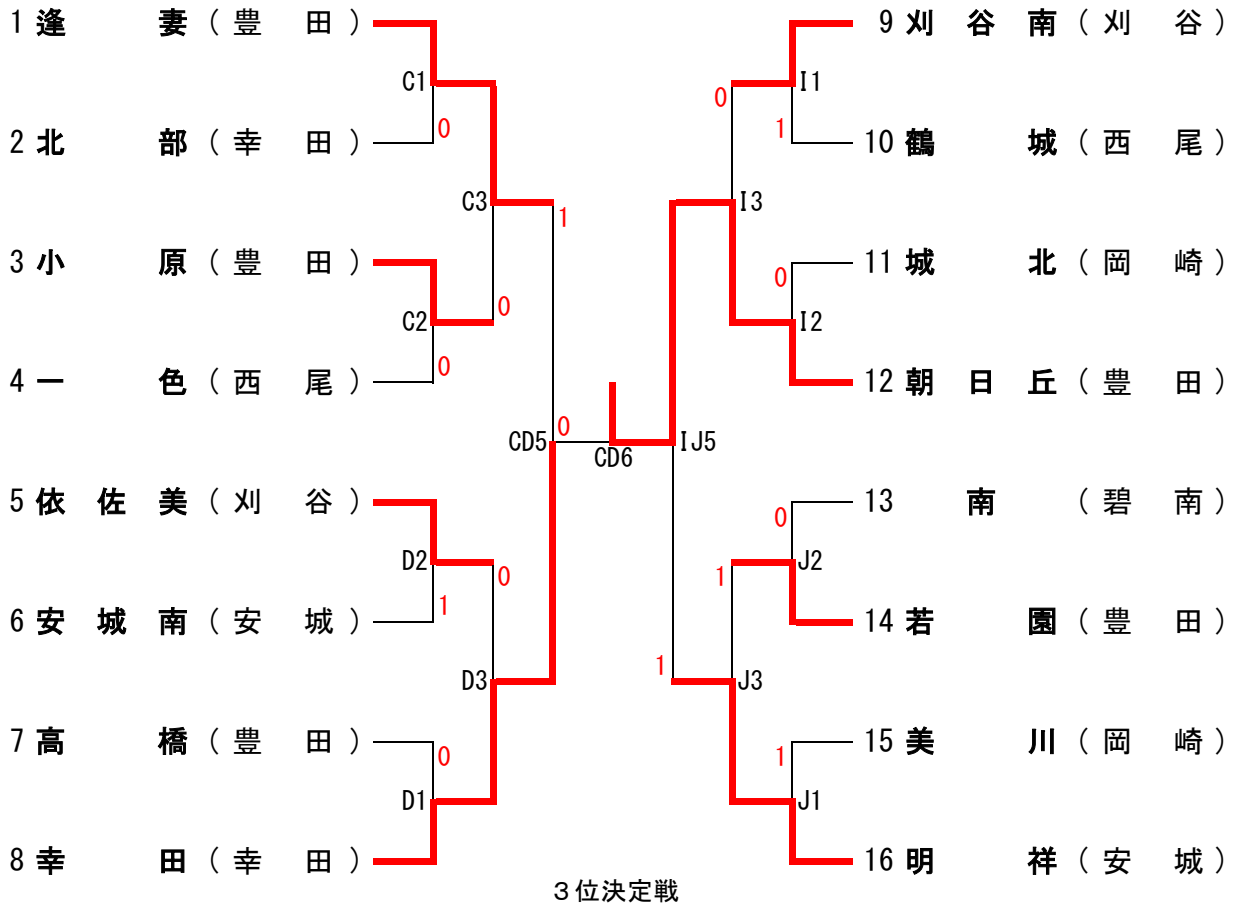 1 逢妻（豊田）
9 刈谷南（刈谷）
C1
I1
0
0
1
2 北部（幸田）
10 鶴城（西尾）
C3
I3
1
3 小原（豊田）
11 城北（岡崎）
0
0
C2
I2
0
4 一色（西尾）
12 朝日丘（豊田）
0
CD5
IJ5
CD6
5 依佐美（刈谷）
13 南（碧南）
0
D2
J2
0
1
1
6 安城南（安城）
14 若園（豊田）
1
D3
J3
7 高橋（豊田）
15 美川（岡崎）
0
1
D1
J1
8 幸田（幸田）
16 明祥（安城）
３位決定戦